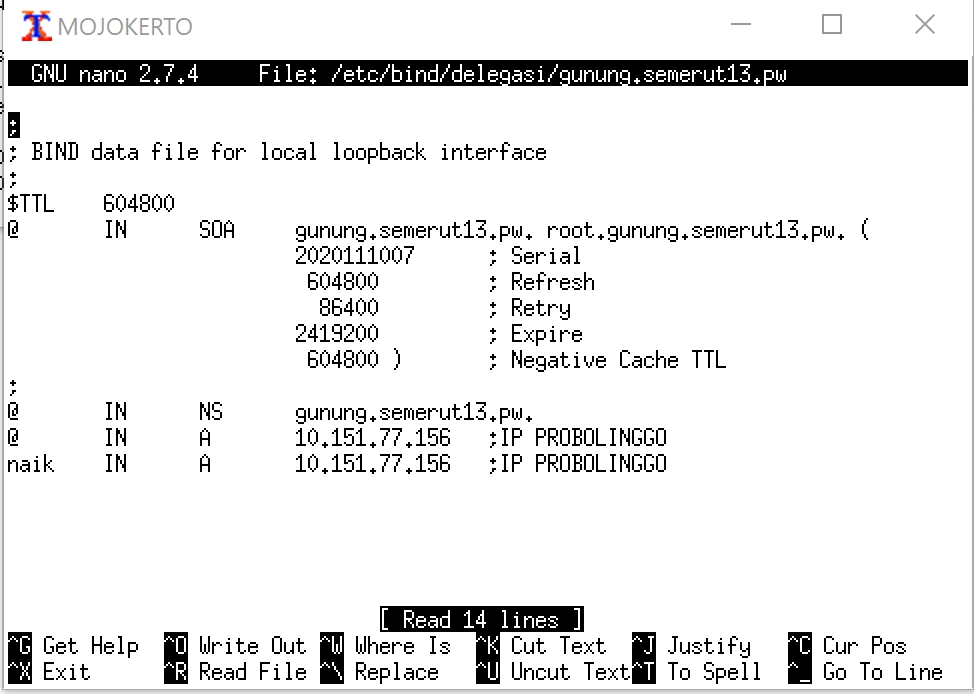 MOJOKERTO
GNU nano 2.7.4     File: /etc/bind/delegasi/gunung.semerut13.pw
;
; BIND data file for local loopback interface
;
$TTL    604800
@       IN      SOA     gunung.semerut13.pw. root.gunung.semerut13.pw. (
                        2020111007      ; Serial
                         604800         ; Refresh
                          86400         ; Retry
                        2419200         ; Expire
                         604800 )       ; Negative Cache TTL
;
@       IN      NS      gunung.semerut13.pw.
@       IN      A       10.151.77.156   ;IP PROBOLINGGO
naik    IN      A       10.151.77.156   ;IP PROBOLINGGO
[ Read 14 lines ]
^G Get Help  ^O Write Out ^W Where Is  ^K Cut Text  ^J Justify   ^C Cur Pos
^X Exit      ^R Read File ^\ Replace   ^U Uncut Text^T To Spell  ^_ Go To Line